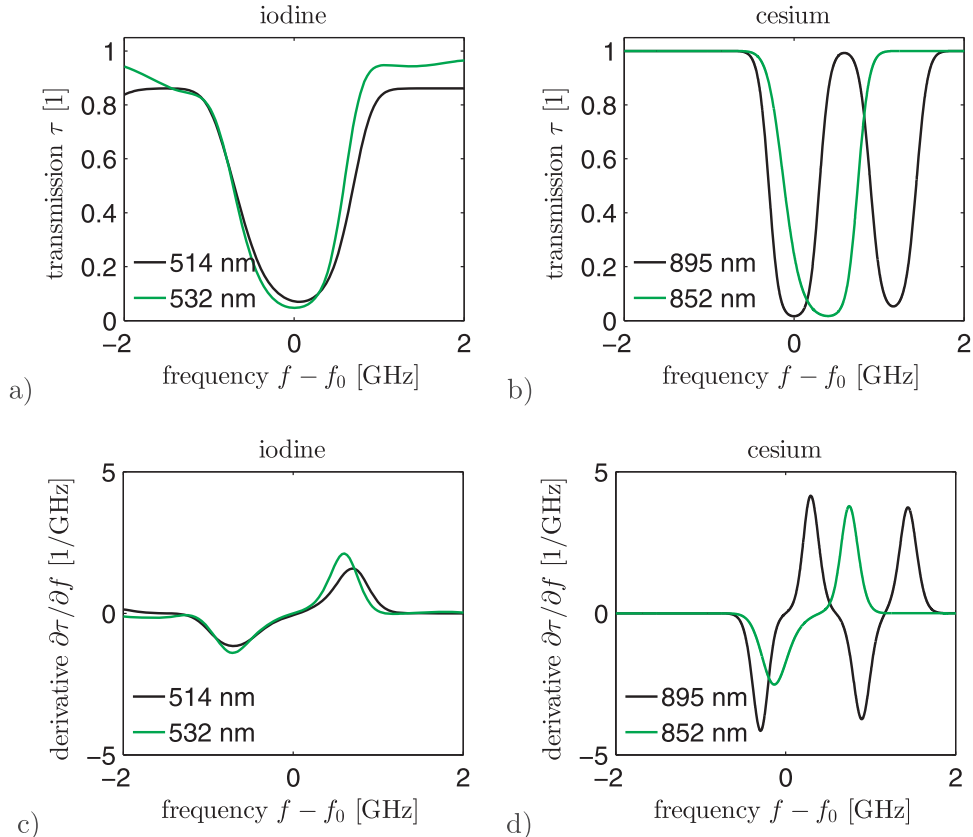 iodine
transmission τ [1]
1
0.8
0.6
0.4
0.2
0
−2
0
2
514 nm
532 nm
frequency f − f₀ [GHz]
a)
cesium
transmission τ [1]
1
0.8
0.6
0.4
0.2
0
−2
0
2
895 nm
852 nm
frequency f − f₀ [GHz]
b)
iodine
derivative ∂τ/∂f [1/GHz]
5
0
−5
−2
0
2
514 nm
532 nm
frequency f − f₀ [GHz]
c)
cesium
derivative ∂τ/∂f [1/GHz]
5
0
−5
−2
0
2
895 nm
852 nm
frequency f − f₀ [GHz]
d)